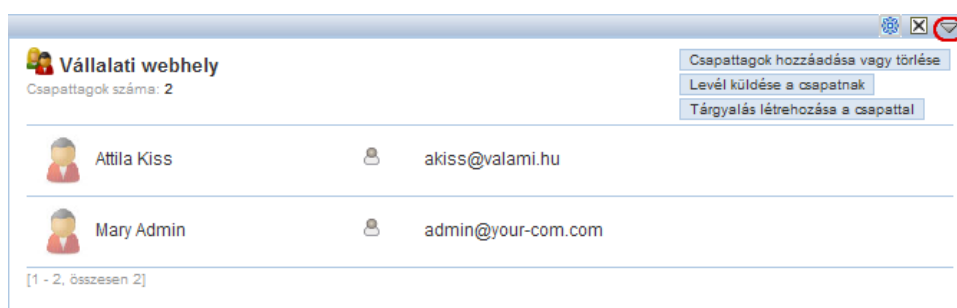 Vállalati webhely
Csapattagok száma: 2
Csapattagok hozzáadása vagy törlése
Levél küldése a csapatnak
Tárgyalás létrehozása a csapattal
Attila Kiss akiss@valami.hu
Mary Admin admin@your-com.com
[1 - 2, összesen 2]